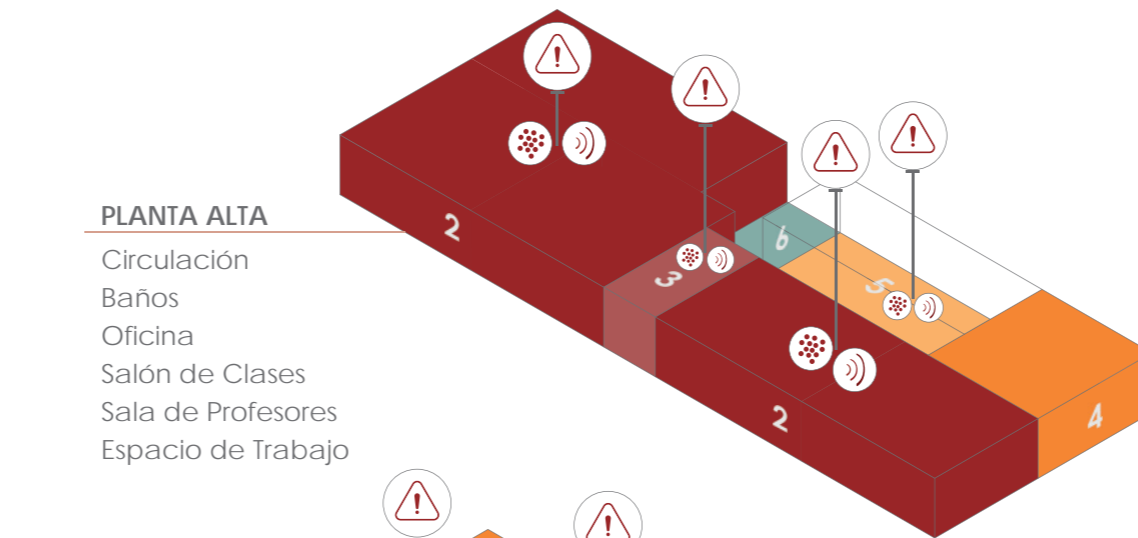 PLANTA ALTA
Circulación
Baños
Oficina
Salón de Clases
Sala de Profesores
Espacio de Trabajo
2
3
6
5
2
4